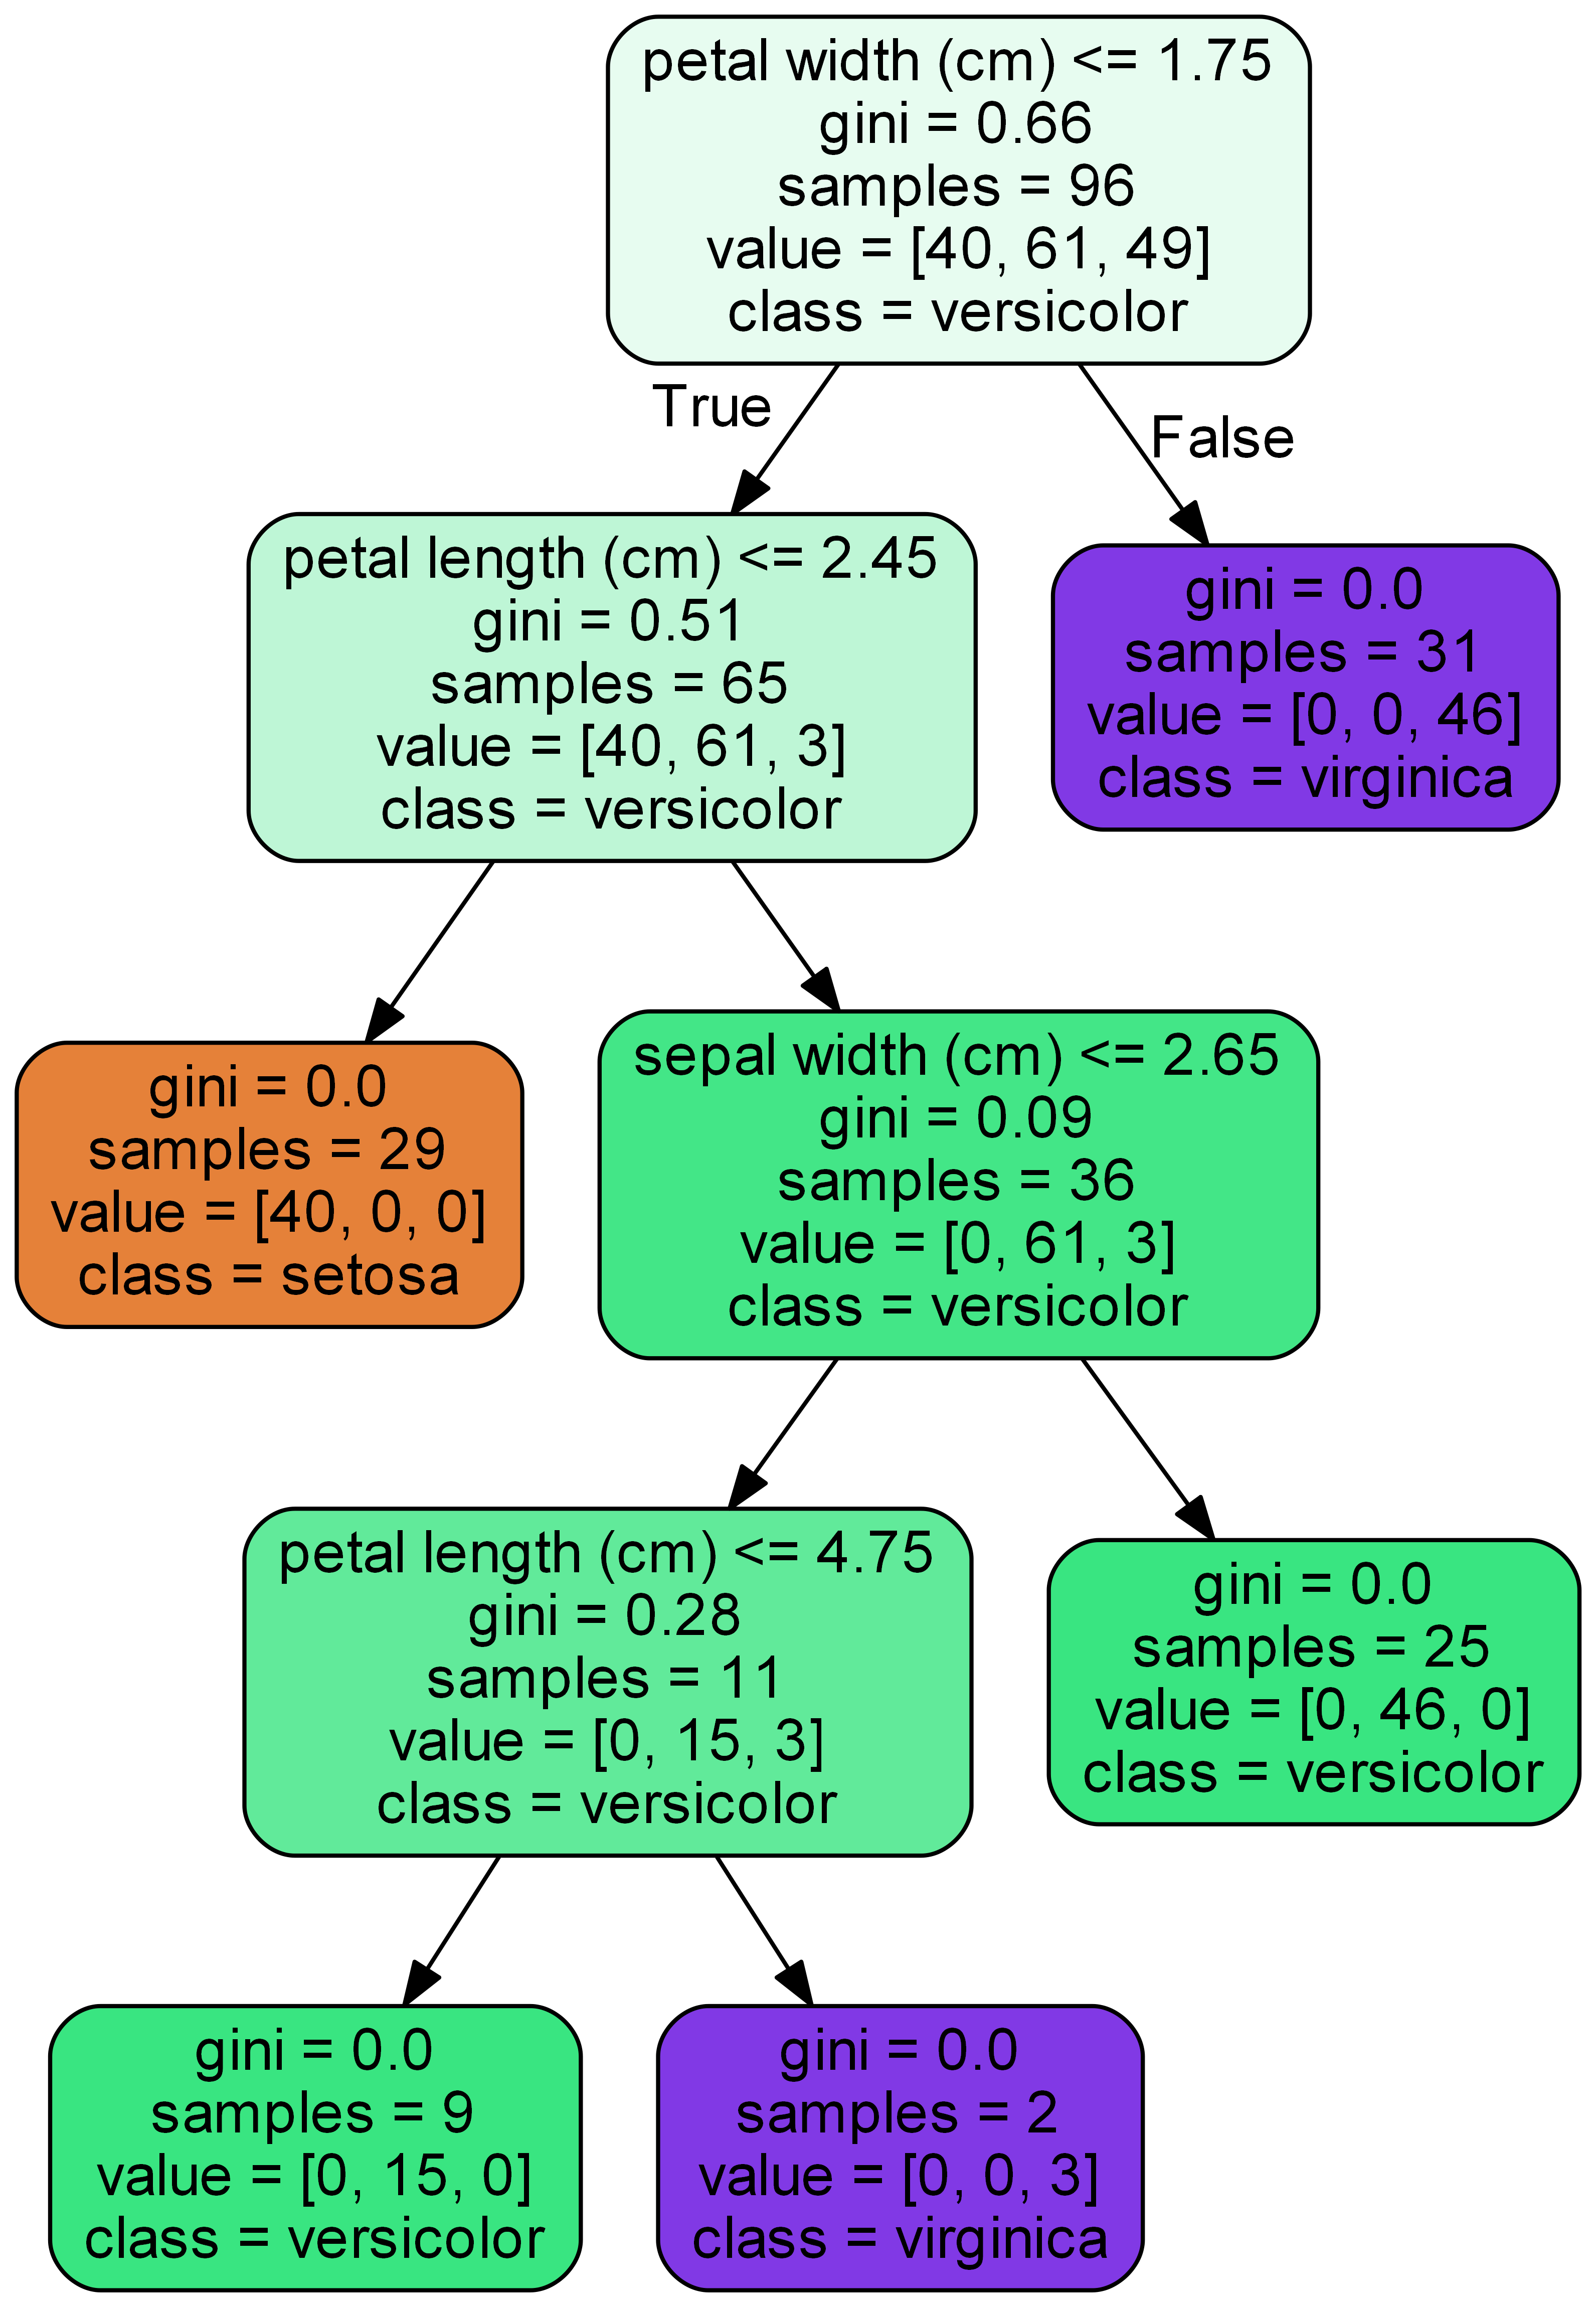 petal width (cm) <= 1.75
gini = 0.66
samples = 96
value = [40, 61, 49]
class = versicolor
True
False
petal length (cm) <= 2.45
gini = 0.51
samples = 65
value = [40, 61, 3]
class = versicolor
gini = 0.0
samples = 31
value = [0, 0, 46]
class = virginica
gini = 0.0
samples = 29
value = [40, 0, 0]
class = setosa
sepal width (cm) <= 2.65
gini = 0.09
samples = 36
value = [0, 61, 3]
class = versicolor
petal length (cm) <= 4.75
gini = 0.28
samples = 11
value = [0, 15, 3]
class = versicolor
gini = 0.0
samples = 25
value = [0, 46, 0]
class = versicolor
gini = 0.0
samples = 9
value = [0, 15, 0]
class = versicolor
gini = 0.0
samples = 2
value = [0, 0, 3]
class = virginica